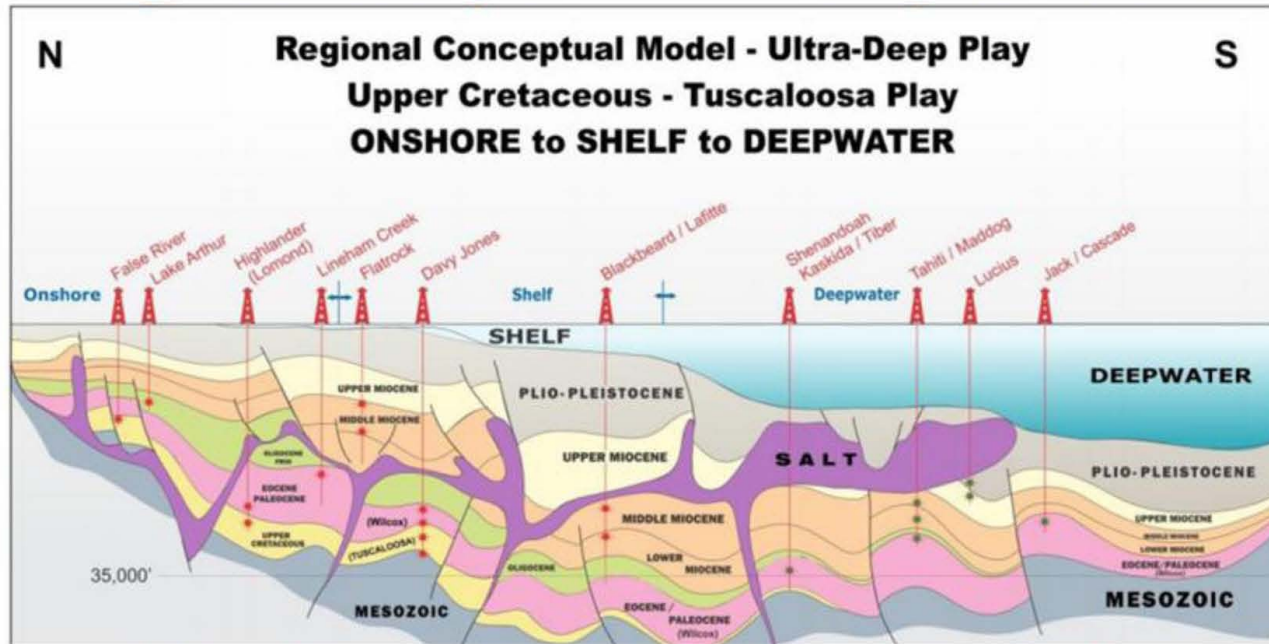 N
S
Regional Conceptual Model - Ultra-Deep Play
Upper Cretaceous - Tuscaloosa Play
ONSHORE to SHELF to DEEPWATER
False River
Lake Arthur
Highlander
(Lomond)
Lineham Creek
Flatrock
Davy Jones
Blackbeard / Lafitte
Shenandoah
Kaskida / Tiber
Tahiti / Maddog
Lucius
Jack / Cascade
Onshore
Shelf
Deepwater
SHELF
DEEPWATER
PLIO-PLEISTOCENE
UPPER MIOCENE
MIDDLE MIOCENE
OLIGOCENE
FRIO
EOCENE
PALEOCENE
(Wilcox)
UPPER
CRETACEOUS
(TUSCALOOSA)
UPPER MIOCENE
SALT
PLIO-PLEISTOCENE
MIDDLE MIOCENE
LOWER
MIOCENE
OLIGOCENE
EOCENE /
PALEOCENE
(Wilcox)
UPPER MIOCENE
MIDDLE MIOCENE
LOWER MIOCENE
EOCENE/PALEOCENE
(Wilcox)
35,000'
MESOZOIC
MESOZOIC